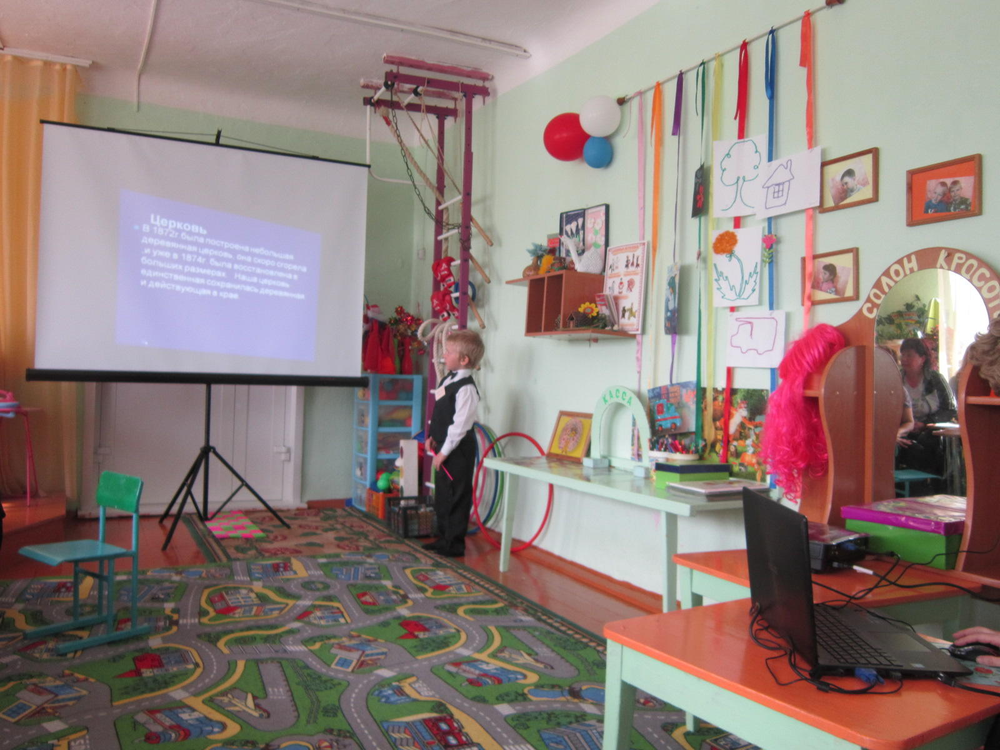 Церковь
В 1872г.была построена небольшая
деревянная церковь, она скоро сгорела
.и уже в 1874г. была восстановлена в
больших размерах. Наша церковь
единственная сохранилась деревянная
и действующая в крае.
КАССА
САЛОН КРАСОТ